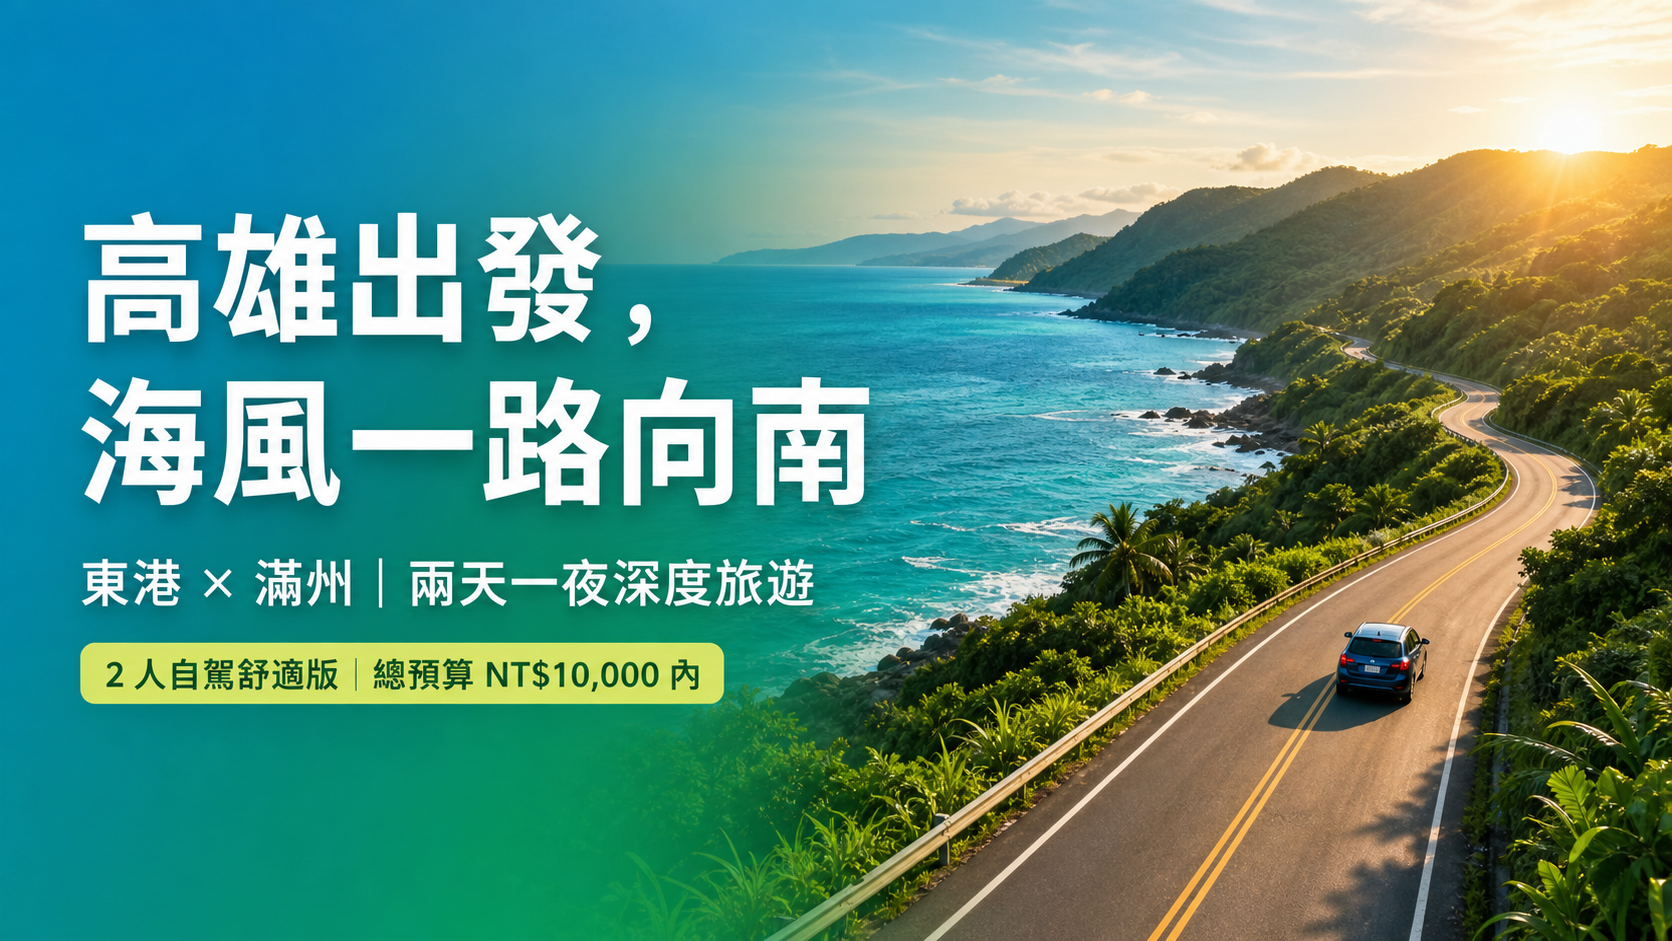 高雄出發，
海風一路向南
東港 × 滿州｜兩天一夜深度旅遊
2 人自駕舒適版｜總預算 NT$10,000 內